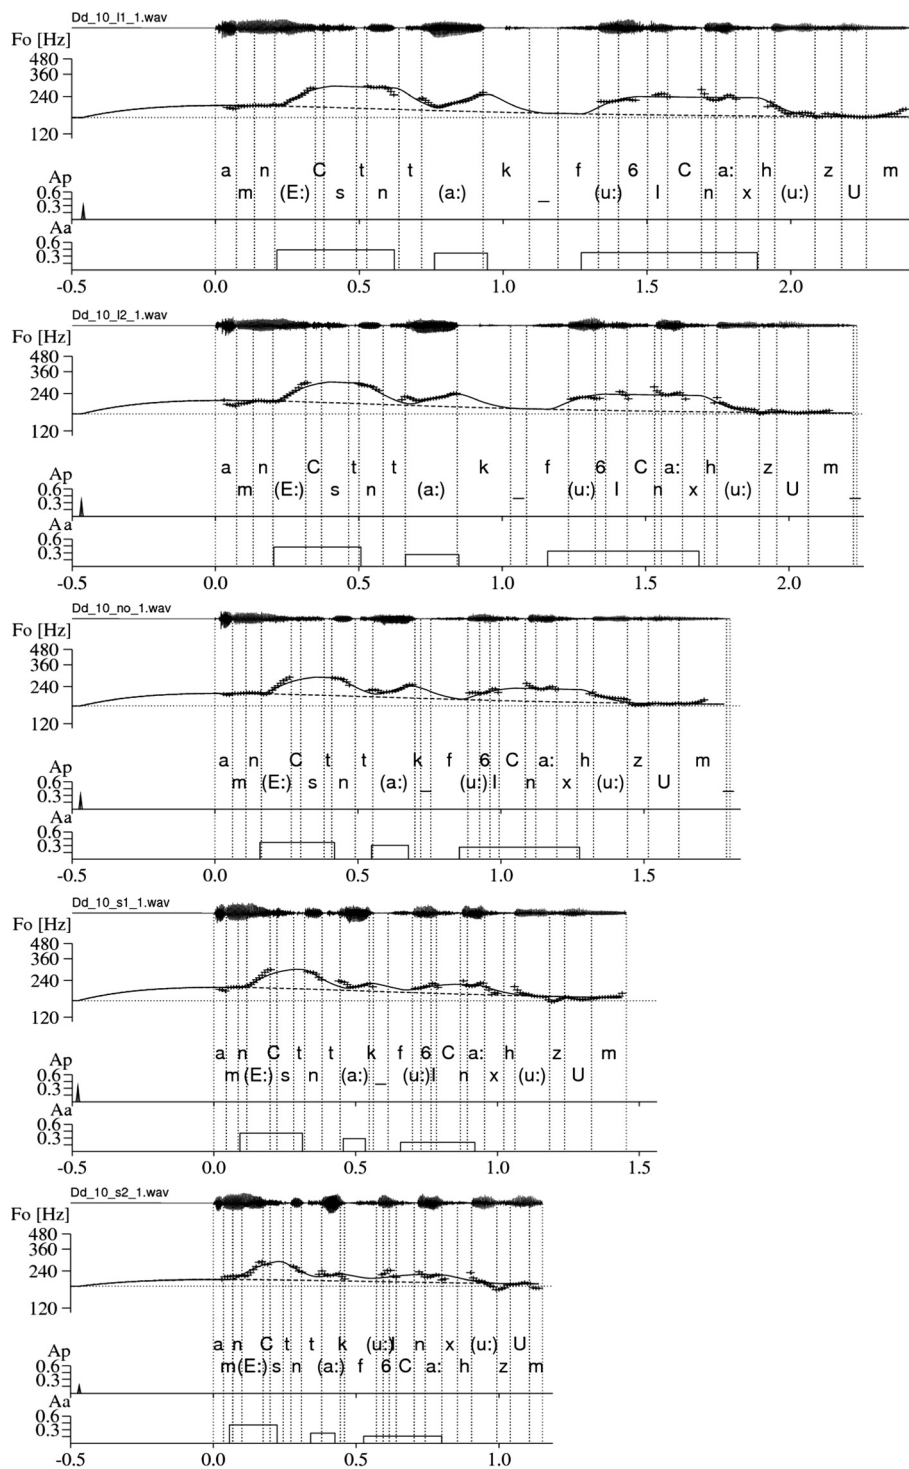 Dd_10_l1_1.wav
Fo [Hz]
480
360
240
120
a n C t t k f 6 C a: h z m
m (E:) s n (a:) _ (u:) I n x (u:) U
Ap
0.6
0.3
Aa
0.6
0.3
-0.5 0.0 0.5 1.0 1.5 2.0
Dd_10_l2_1.wav
Fo [Hz]
480
360
240
120
a n C t t k f 6 C a: h z m
m (E:) s n (a:) _ (u:) I n x (u:) U _
Ap
0.6
0.3
Aa
0.6
0.3
-0.5 0.0 0.5 1.0 1.5 2.0
Dd_10_no_1.wav
Fo [Hz]
480
360
240
120
a n C t t k f 6 C a: h z m
m (E:) s n (a:) _ (u:) I n x (u:) U _
Ap
0.6
0.3
Aa
0.6
0.3
-0.5 0.0 0.5 1.0 1.5
Dd_10_s1_1.wav
Fo [Hz]
480
360
240
120
a n C t t k f 6 C a: h z m
m (E:) s n (a:) _ (u:) I n x (u:) U
Ap
0.6
0.3
Aa
0.6
0.3
-0.5 0.0 0.5 1.0 1.5
Dd_10_s2_1.wav
Fo [Hz]
480
360
240
120
a n C t t k (u:) I n x (u:) U
m (E:) s n (a:) f 6 C a: h z m
Ap
0.6
0.3
Aa
0.6
0.3
-0.5 0.0 0.5 1.0